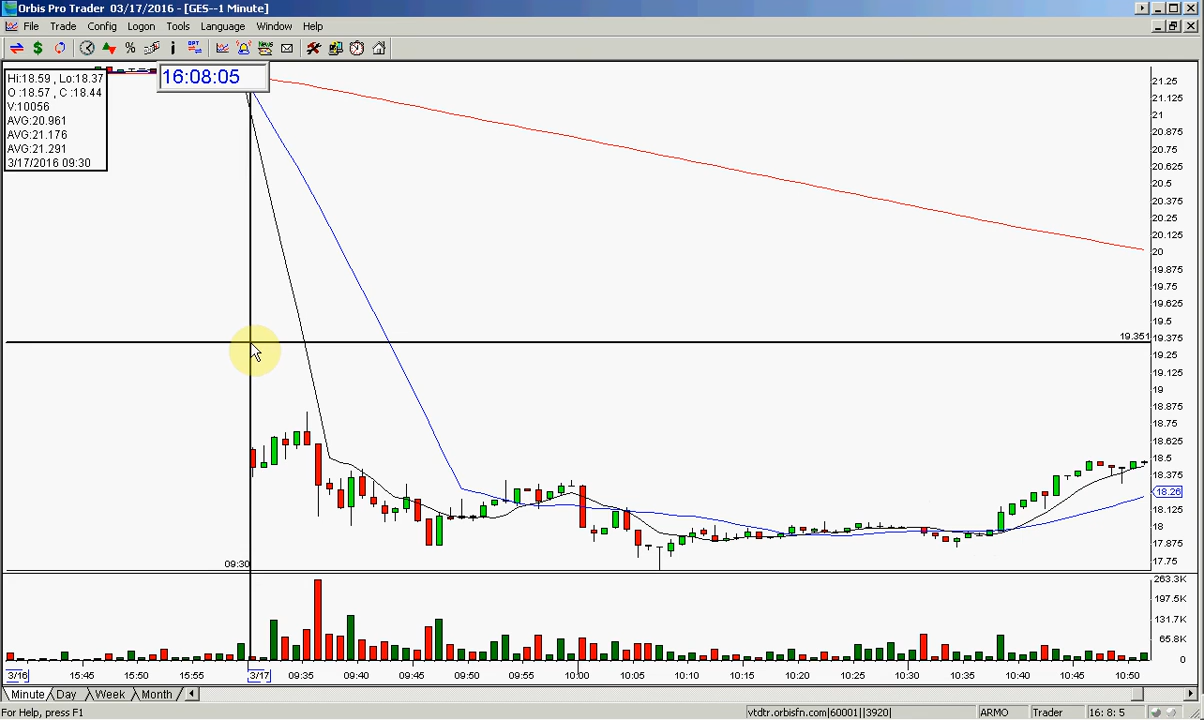 Orbis Pro Trader 03/17/2016 - [GES--1 Minute]
File Trade Config Logon Tools Language Window Help
Hi:18.59 , Lo:18.37
O :18.57 , C :18.44
V:10056
AVG:20.961
AVG:21.176
AVG:21.291
3/17/2016 09:30
16:08:05
21.25
21.125
21
20.875
20.75
20.625
20.5
20.375
20.25
20.125
20
19.875
19.75
19.625
19.5
19.375
19.351
19.25
19.125
19
18.875
18.75
18.625
18.5
18.375
18.26
18.125
18
17.875
17.75
09:30
263.3K
197.5K
131.7K
65.8K
0
3/16 15:45 15:50 15:55 3/17 09:35 09:40 09:45 09:50 09:55 10:00 10:05 10:10 10:15 10:20 10:25 10:30 10:35 10:40 10:45 10:50
Minute Day Week Month
For Help, press F1 vtdtr.orbisfn.com|60001||3920| ARMO Trader 16: 8: 5